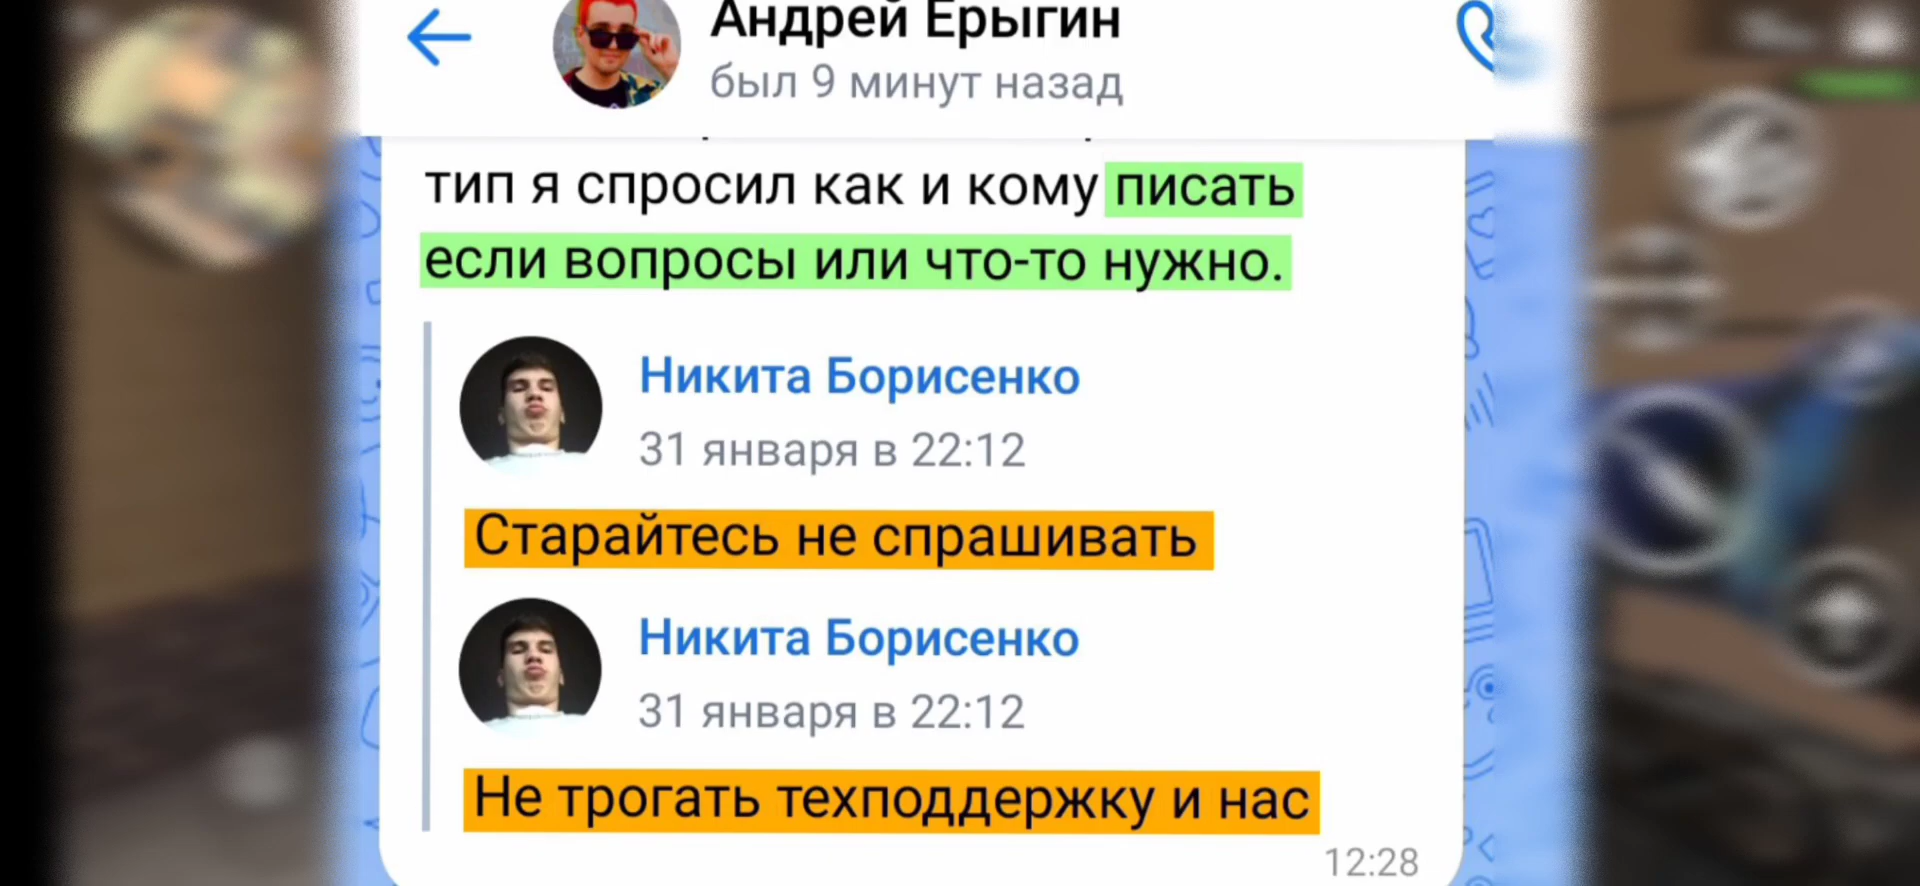 Андрей Ерыгин
был 9 минут назад
тип я спросил как и кому писать
если вопросы или что-то нужно.
Никита Борисенко
31 января в 22:12
Старайтесь не спрашивать
Никита Борисенко
31 января в 22:12
Не трогать техподдержку и нас
12:28